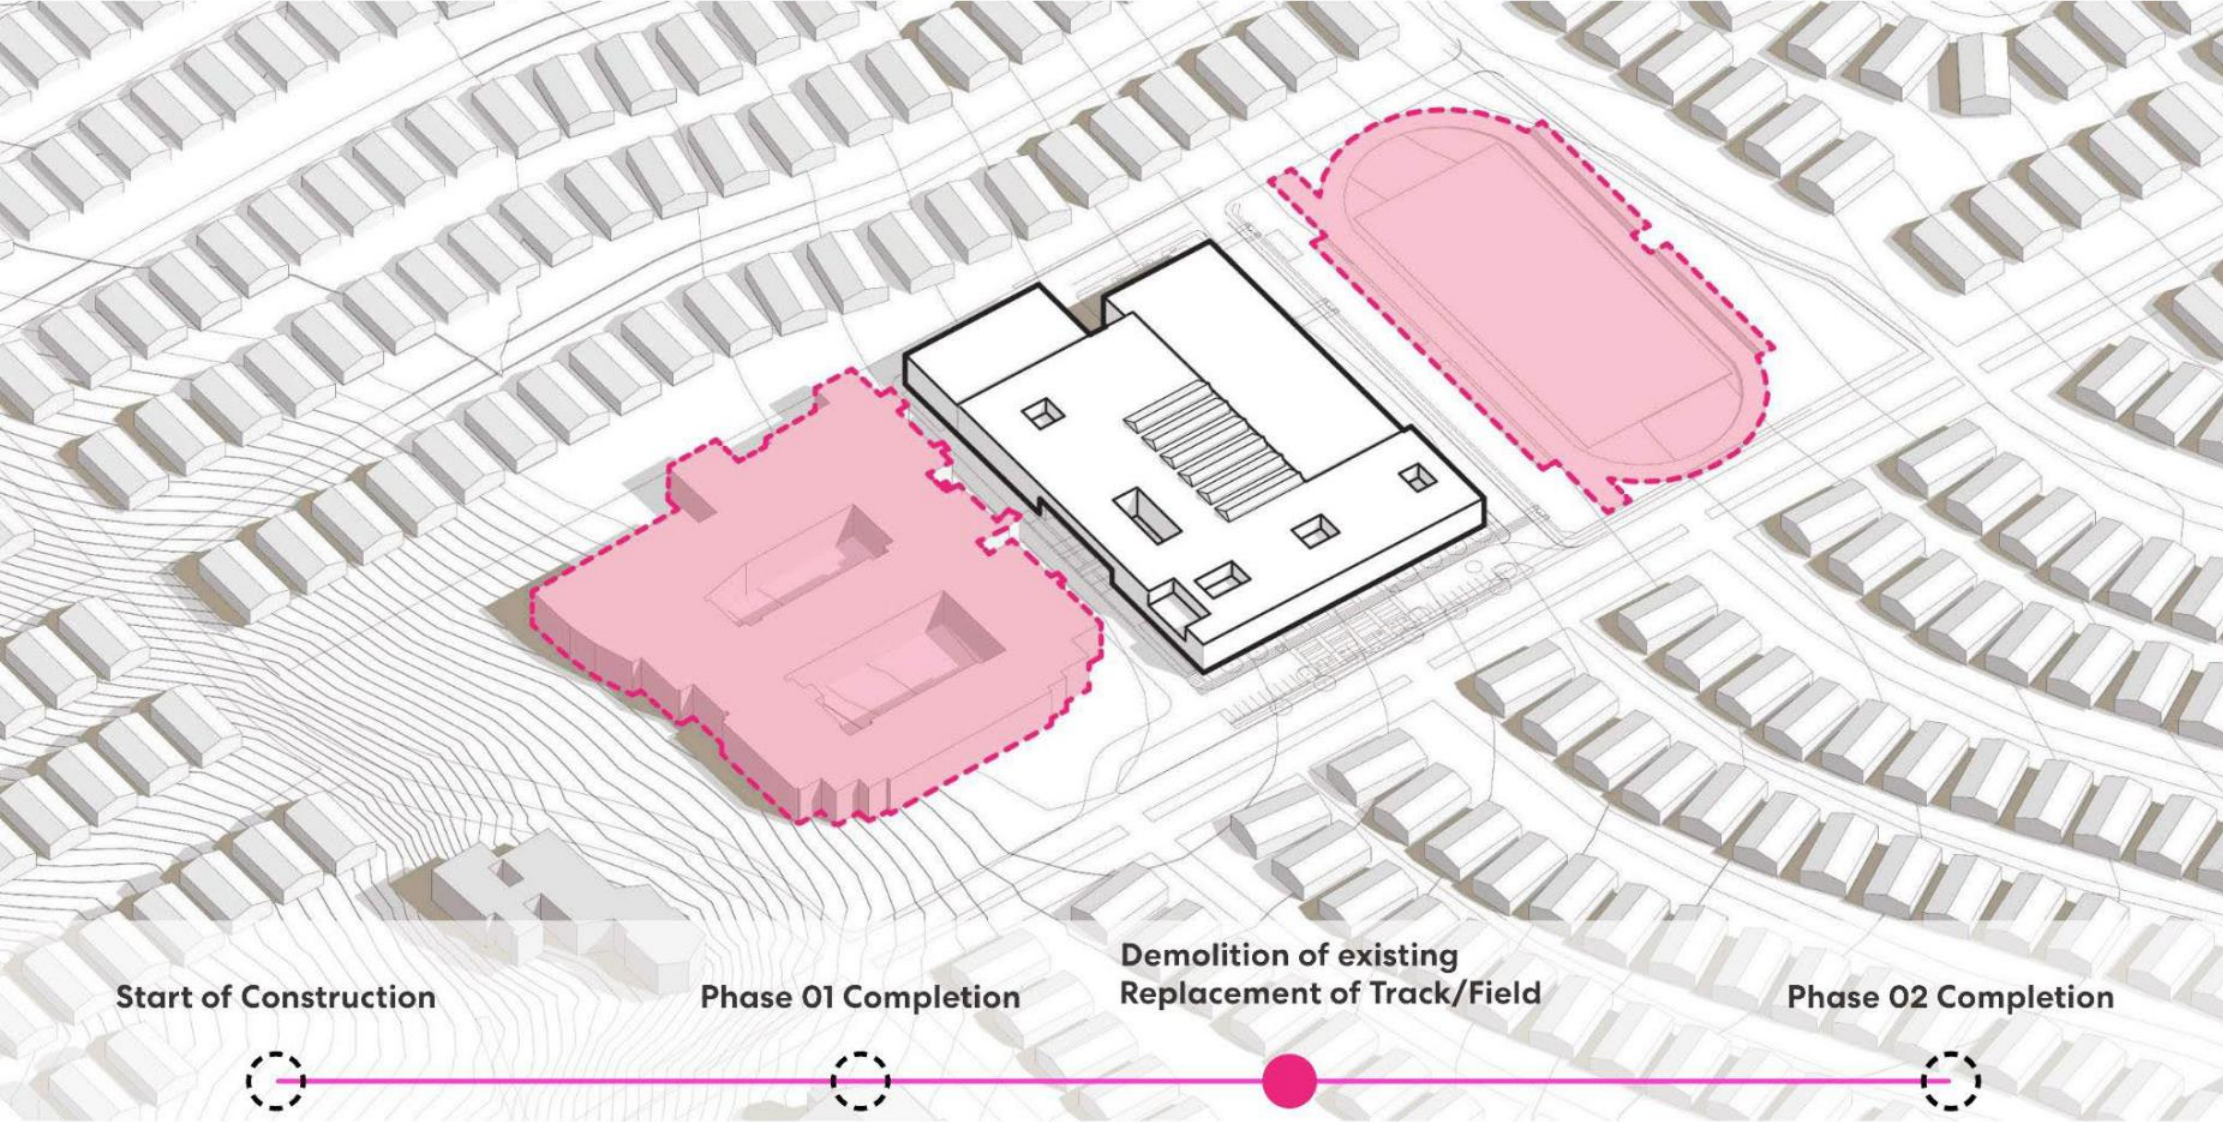 Start of Construction
Phase 01 Completion
Demolition of existing
Replacement of Track/Field
Phase 02 Completion